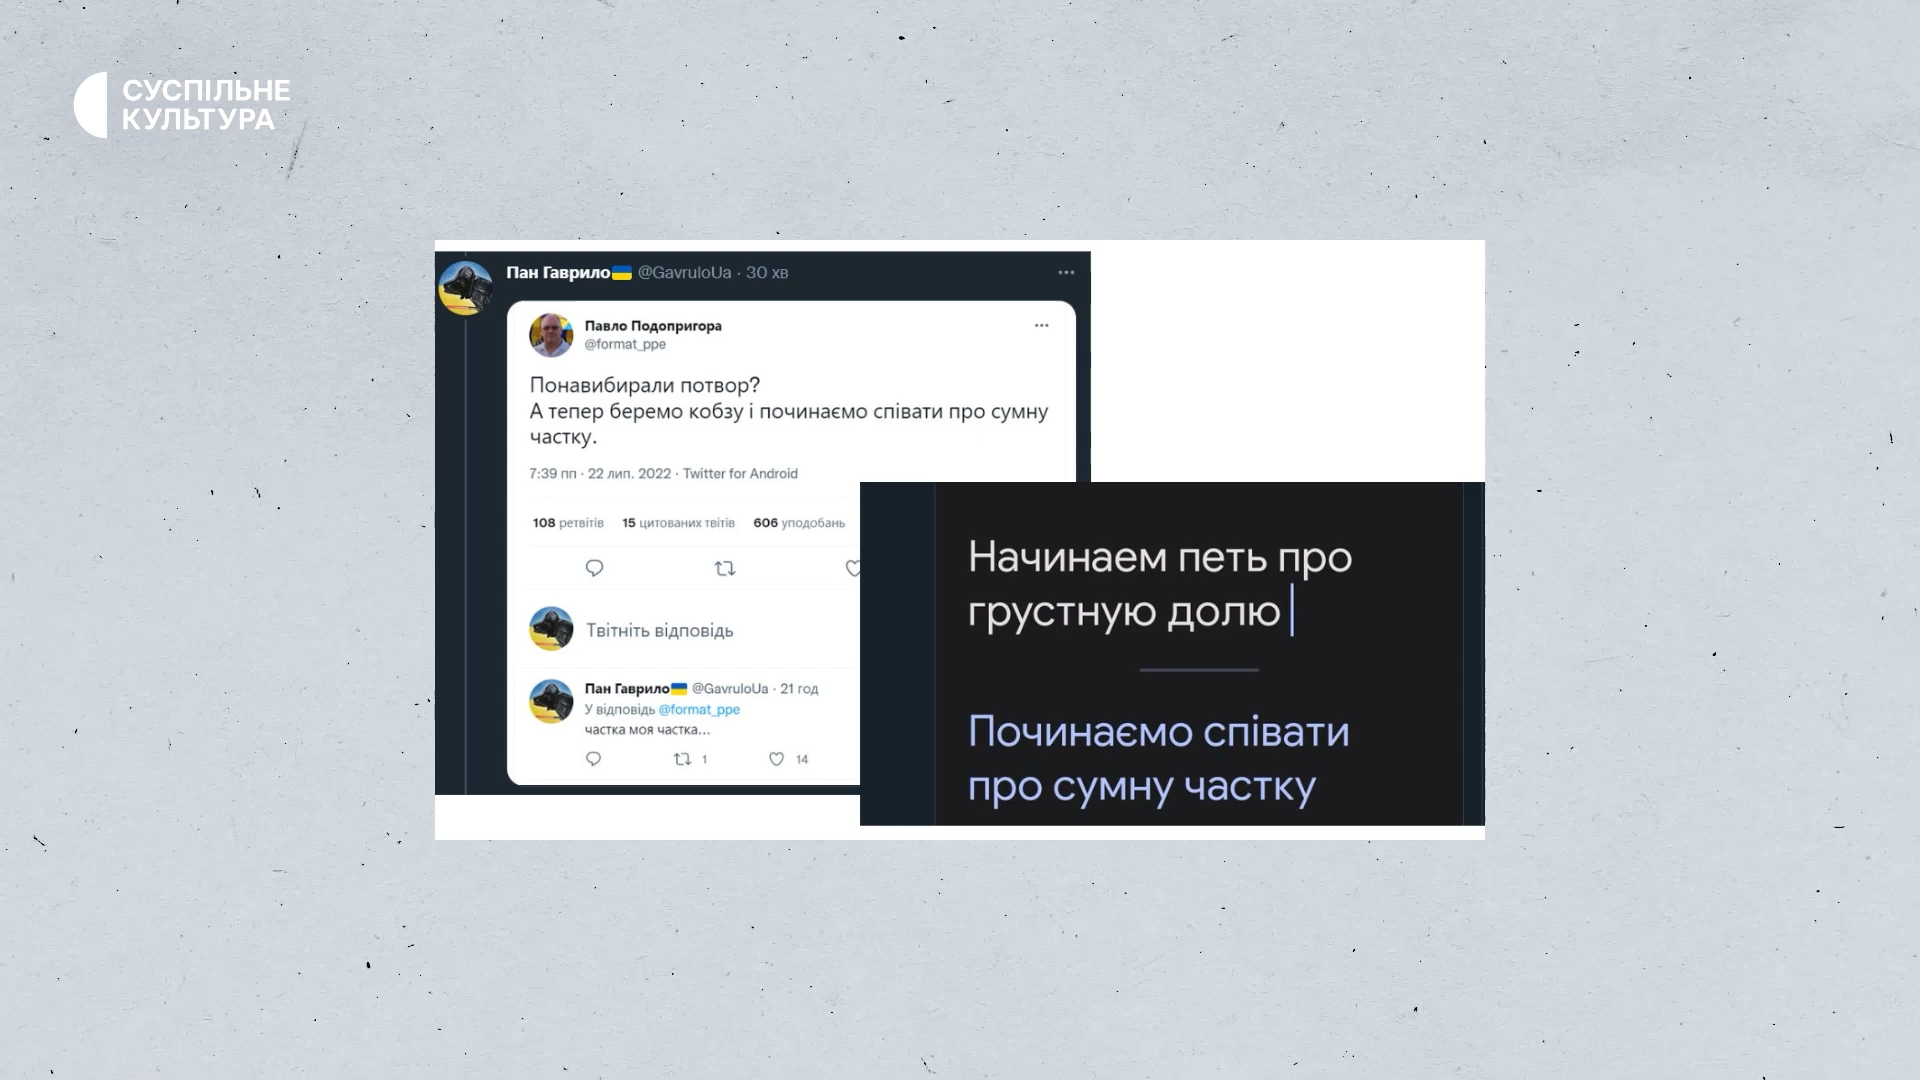 СУСПІЛЬНЕ
КУЛЬТУРА
Пан Гаврило🇺🇦 @GavruloUa · 30 хв
Павло Подопригора
@format_ppe
Понавибирали потвор?
А тепер беремо кобзу і починаємо співати про сумну
частку.
7:39 пп · 22 лип. 2022 · Twitter for Android
108 ретвітів 15 цитованих твітів 606 уподобань
Твітніть відповідь
Пан Гаврило🇺🇦 @GavruloUa · 21 год
У відповідь @format_ppe
частка моя частка...
1 14
Начинаем петь про
грустную долю
Починаємо співати
про сумну частку